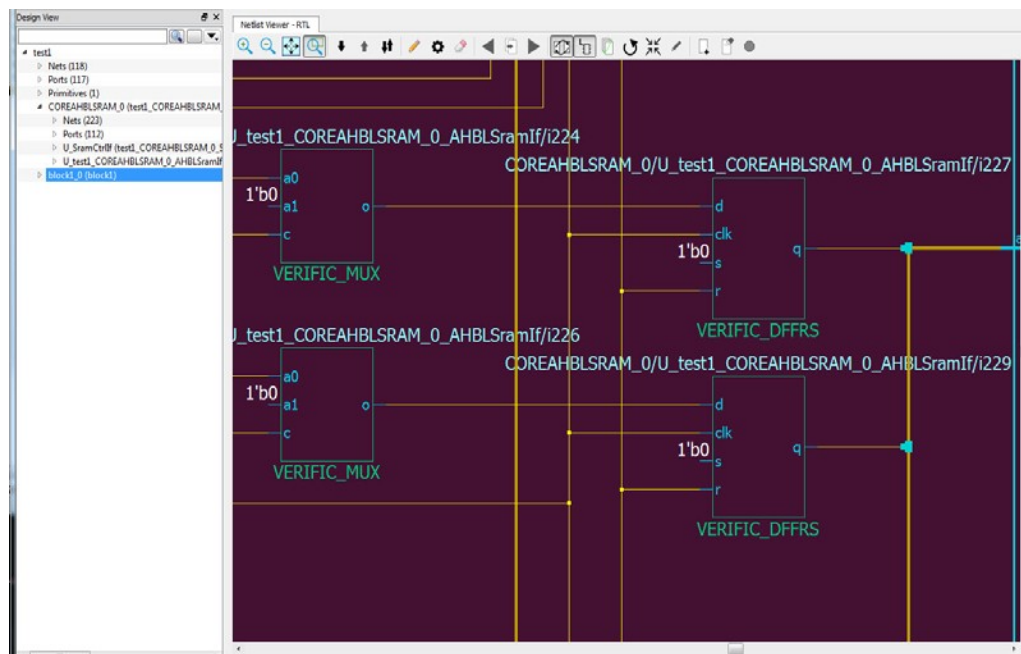 Design View
Netlist Viewer - RTL
test1
Nets (118)
Ports (117)
Primitives (1)
COREAHBLSRAM_0 (test1_COREAHBLSRAM_
Nets (223)
Ports (112)
U_SramCtrlIf (test1_COREAHBLSRAM_0_S
U_test1_COREAHBLSRAM_0_AHBLSramIf
block1_0 (block1)
U_test1_COREAHBLSRAM_0_AHBLSramIf/i224
a0
1'b0
a1
o
c
VERIFIC_MUX
COREAHBLSRAM_0/U_test1_COREAHBLSRAM_0_AHBLSramIf/i227
d
clk
1'b0
s
q
r
VERIFIC_DFFRS
U_test1_COREAHBLSRAM_0_AHBLSramIf/i226
a0
1'b0
a1
o
c
VERIFIC_MUX
COREAHBLSRAM_0/U_test1_COREAHBLSRAM_0_AHBLSramIf/i229
d
clk
1'b0
s
q
r
VERIFIC_DFFRS